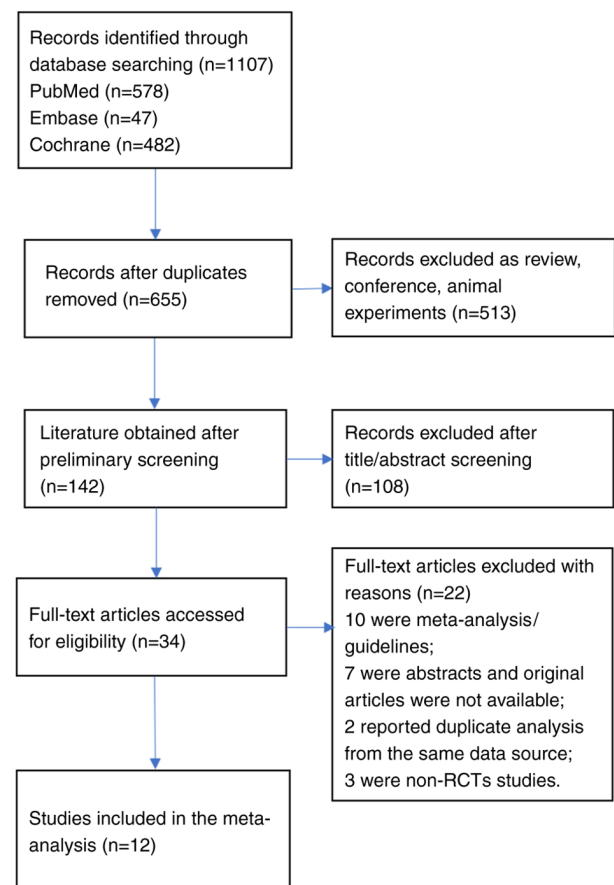 Records identified through
database searching (n=1107)
PubMed (n=578)
Embase (n=47)
Cochrane (n=482)
Records after duplicates
removed (n=655)
Records excluded as review,
conference, animal
experiments (n=513)
Literature obtained after
preliminary screening
(n=142)
Records excluded after
title/abstract screening
(n=108)
Full-text articles accessed
for eligibility (n=34)
Full-text articles excluded with
reasons (n=22)
10 were meta-analysis/
guidelines;
7 were abstracts and original
articles were not available;
2 reported duplicate analysis
from the same data source;
3 were non-RCTs studies.
Studies included in the meta-
analysis (n=12)